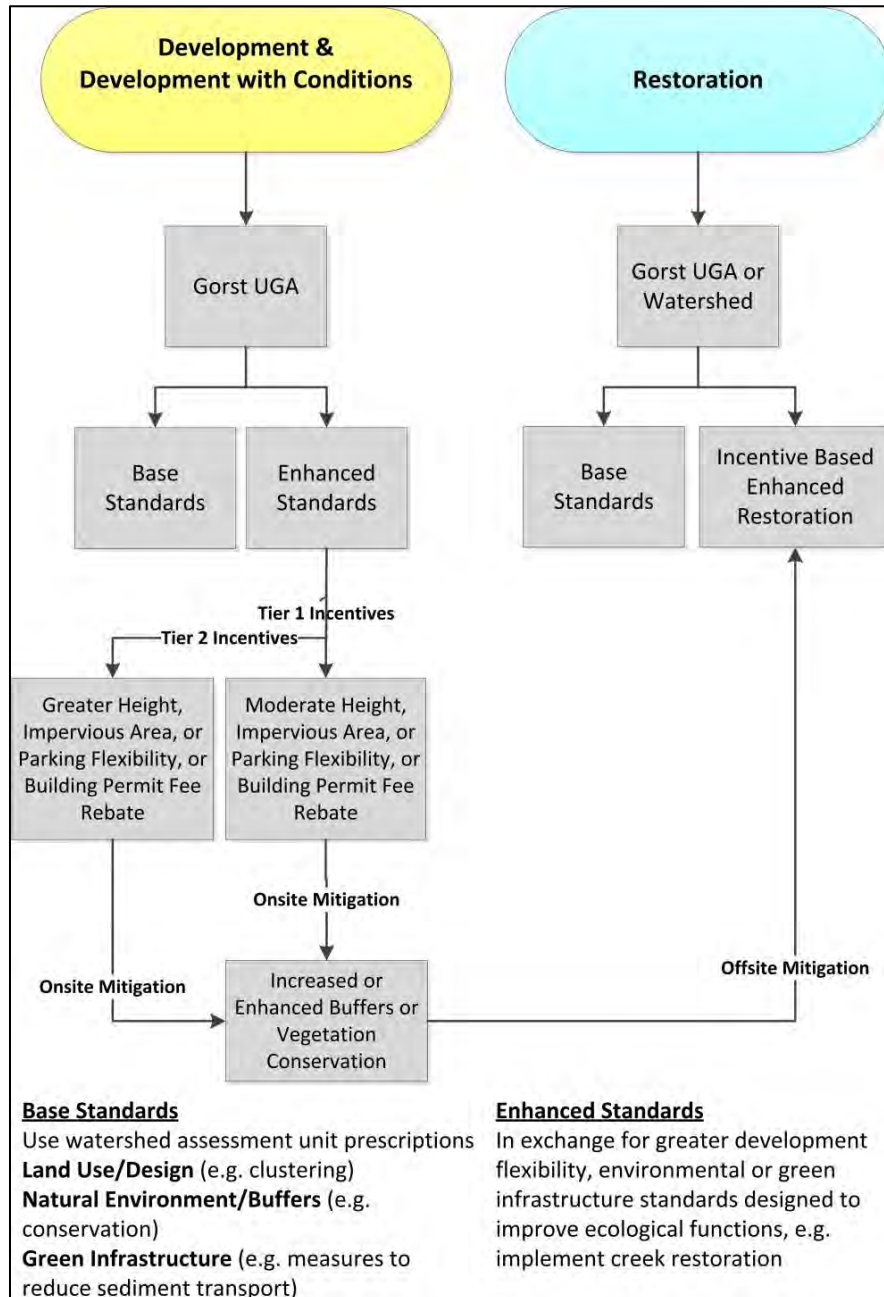 Development &
Development with Conditions
Restoration
Gorst UGA
Gorst UGA or
Watershed
Base
Standards
Enhanced
Standards
Base
Standards
Incentive Based
Enhanced
Restoration
Tier 1 Incentives
Tier 2 Incentives
Greater Height,
Impervious Area, or
Parking Flexibility, or
Building Permit Fee
Rebate
Moderate Height,
Impervious Area, or
Parking Flexibility, or
Building Permit Fee
Rebate
Onsite Mitigation
Onsite Mitigation
Offsite Mitigation
Increased or
Enhanced Buffers or
Vegetation
Conservation
Base Standards
Use watershed assessment unit prescriptions
Land Use/Design (e.g. clustering)
Natural Environment/Buffers (e.g.
conservation)
Green Infrastructure (e.g. measures to
reduce sediment transport)
Enhanced Standards
In exchange for greater development
flexibility, environmental or green
infrastructure standards designed to
improve ecological functions, e.g.
implement creek restoration